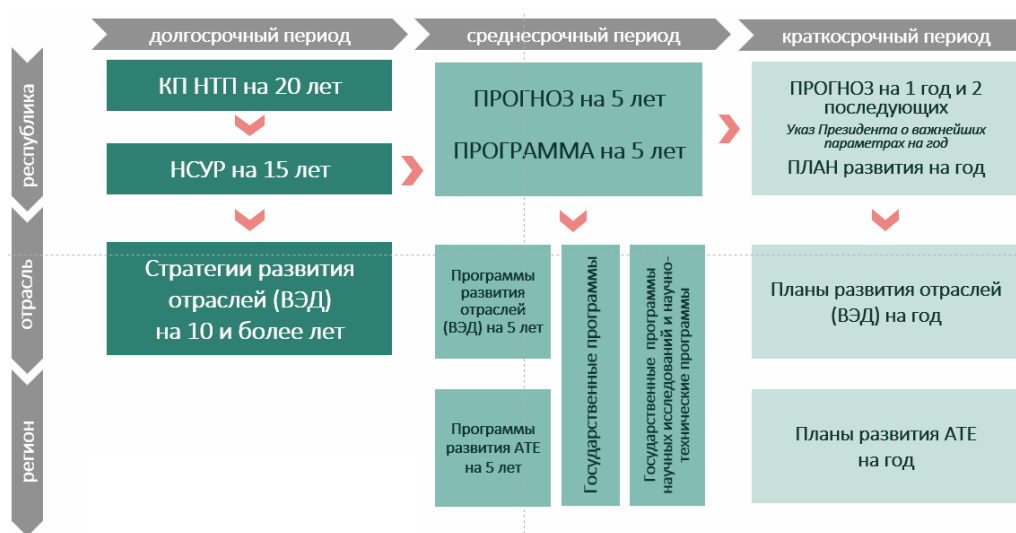 долгосрочный период
среднесрочный период
краткосрочный период
республика
КП НТП на 20 лет
НСУР на 15 лет
ПРОГНОЗ на 5 лет
ПРОГРАММА на 5 лет
ПРОГНОЗ на 1 год и 2
последующих
Указ Президента о важнейших
параметрах на год
ПЛАН развития на год
отрасль
Стратегии развития
отраслей (ВЭД)
на 10 и более лет
Программы
развития
отраслей
(ВЭД) на 5 лет
Государственные программы
Государственные программы
научных исследований и научно-
технические программы
Планы развития отраслей
(ВЭД) на год
регион
Программы
развития АТЕ
на 5 лет
Планы развития АТЕ
на год